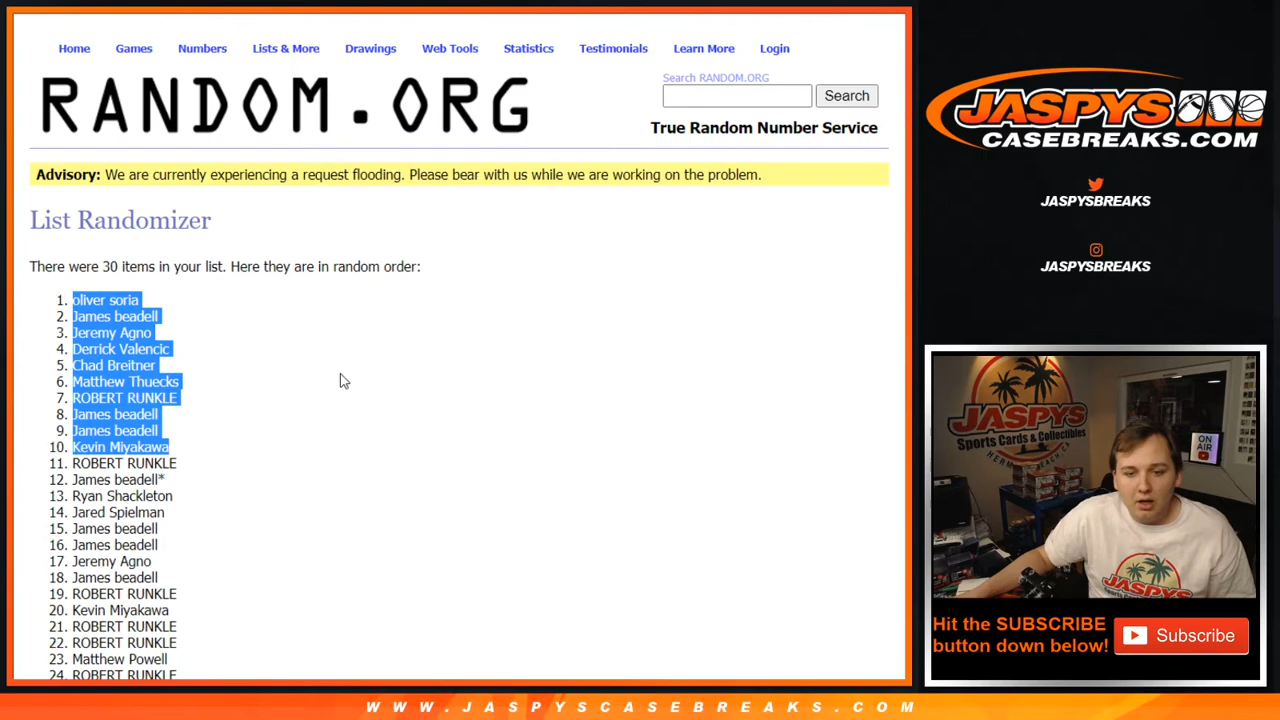 Home Games Numbers Lists & More Drawings Web Tools Statistics Testimonials Learn More Login
RANDOM.ORG
Search RANDOM.ORG
Search
True Random Number Service
Advisory: We are currently experiencing a request flooding. Please bear with us while we are working on the problem.
List Randomizer
There were 30 items in your list. Here they are in random order:
1. oliver soria
2. James beadell
3. Jeremy Agno
4. Derrick Valencic
5. Chad Breitner
6. Matthew Thuecks
7. ROBERT RUNKLE
8. James beadell
9. James beadell
10. Kevin Miyakawa
11. ROBERT RUNKLE
12. James beadell*
13. Ryan Shackleton
14. Jared Spielman
15. James beadell
16. James beadell
17. Jeremy Agno
18. James beadell
19. ROBERT RUNKLE
20. Kevin Miyakawa
21. ROBERT RUNKLE
22. ROBERT RUNKLE
23. Matthew Powell
24. ROBERT RUNKLE
JASPYS
CASEBREAKS.COM
JASPYSBREAKS
JASPYSBREAKS
JASPYS
Sports Cards & Collectibles
ON
AIR
JASPYS
Hit the SUBSCRIBE
button down below!
Subscribe
WWW.JASPYSCASEBREAKS.COM